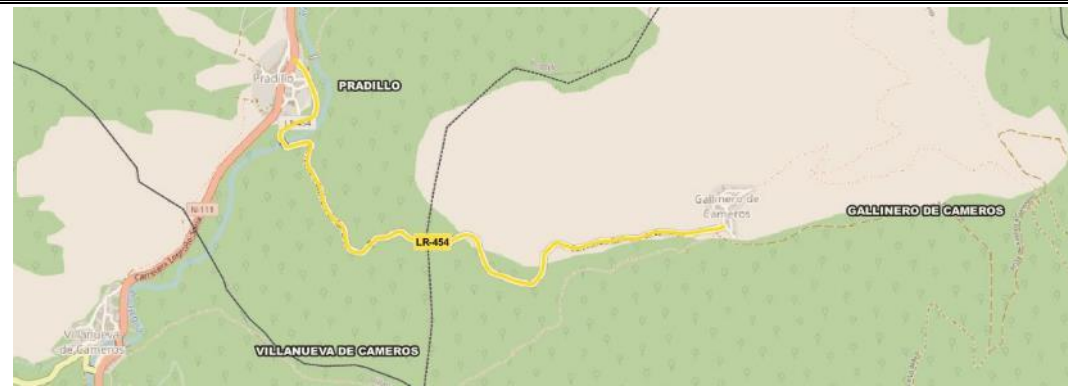 Pradillo
PRADILLO
N-111
LR-454
Gallinero de
Cameros
GALLINERO DE CAMEROS
Villanueva
de Cameros
VILLANUEVA DE CAMEROS